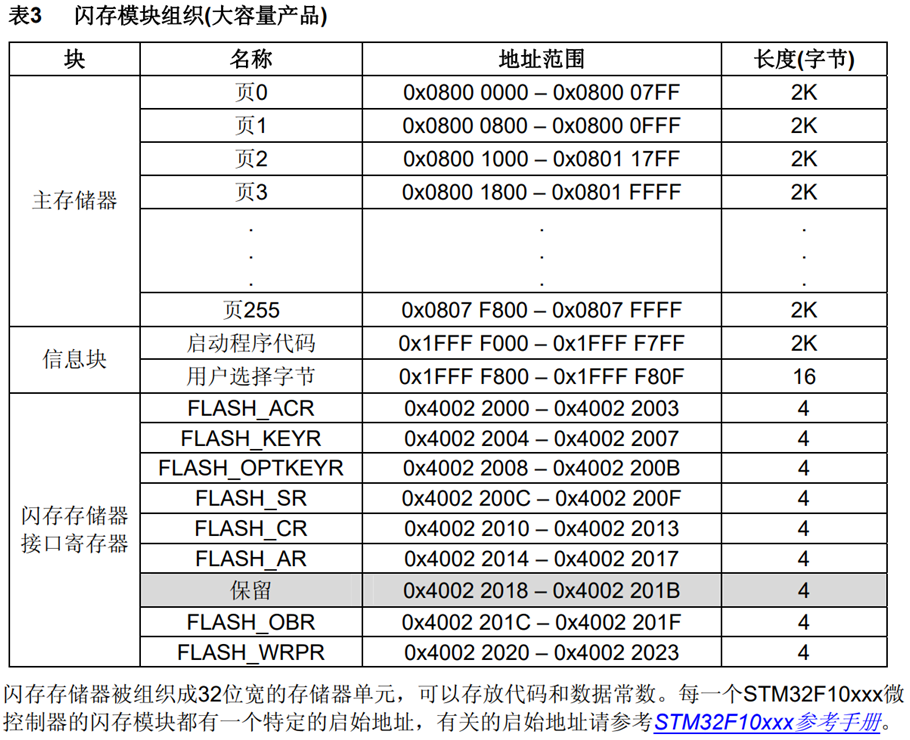 表3 闪存模块组织(大容量产品)
块 名称 地址范围 长度(字节)
主存储器
页0 0x0800 0000 – 0x0800 07FF 2K
页1 0x0800 0800 – 0x0800 0FFF 2K
页2 0x0800 1000 – 0x0801 17FF 2K
页3 0x0800 1800 – 0x0801 FFFF 2K
. . .
. . .
. . .
页255 0x0807 F800 – 0x0807 FFFF 2K
信息块
启动程序代码 0x1FFF F000 – 0x1FFF F7FF 2K
用户选择字节 0x1FFF F800 – 0x1FFF F80F 16
闪存存储器
接口寄存器
FLASH_ACR 0x4002 2000 – 0x4002 2003 4
FLASH_KEYR 0x4002 2004 – 0x4002 2007 4
FLASH_OPTKEYR 0x4002 2008 – 0x4002 200B 4
FLASH_SR 0x4002 200C – 0x4002 200F 4
FLASH_CR 0x4002 2010 – 0x4002 2013 4
FLASH_AR 0x4002 2014 – 0x4002 2017 4
保留 0x4002 2018 – 0x4002 201B 4
FLASH_OBR 0x4002 201C – 0x4002 201F 4
FLASH_WRPR 0x4002 2020 – 0x4002 2023 4
闪存存储器被组织成32位宽的存储器单元，可以存放代码和数据常数。每一个STM32F10xxx微
控制器的闪存模块都有一个特定的启始地址，有关的启始地址请参考STM32F10xxx参考手册。